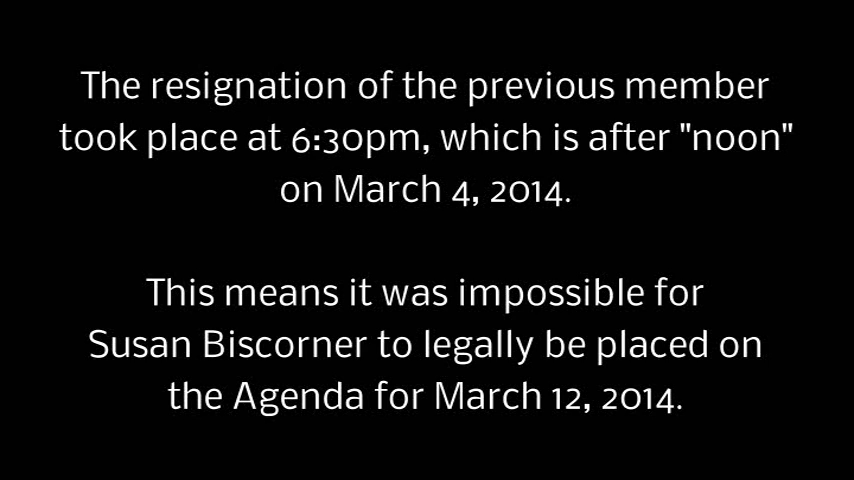 The resignation of the previous member
took place at 6:30pm, which is after "noon"
on March 4, 2014.
This means it was impossible for
Susan Biscorner to legally be placed on
the Agenda for March 12, 2014.